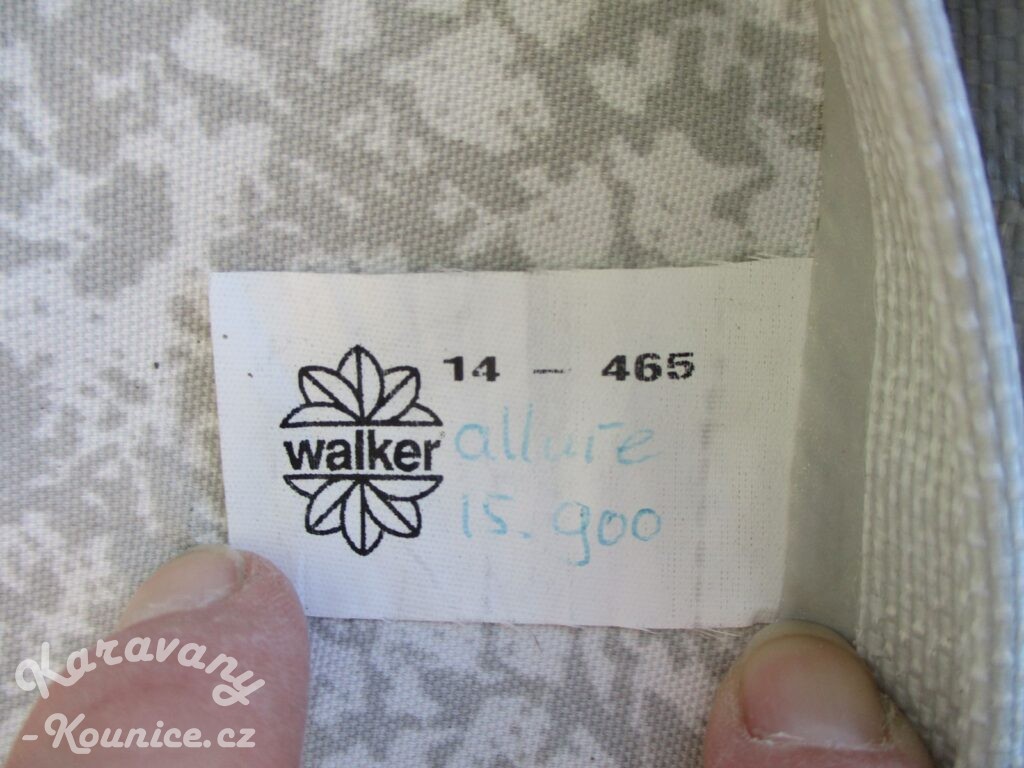 14 — 465
walker
allure
15.900
Karavany
-Kounice.cz